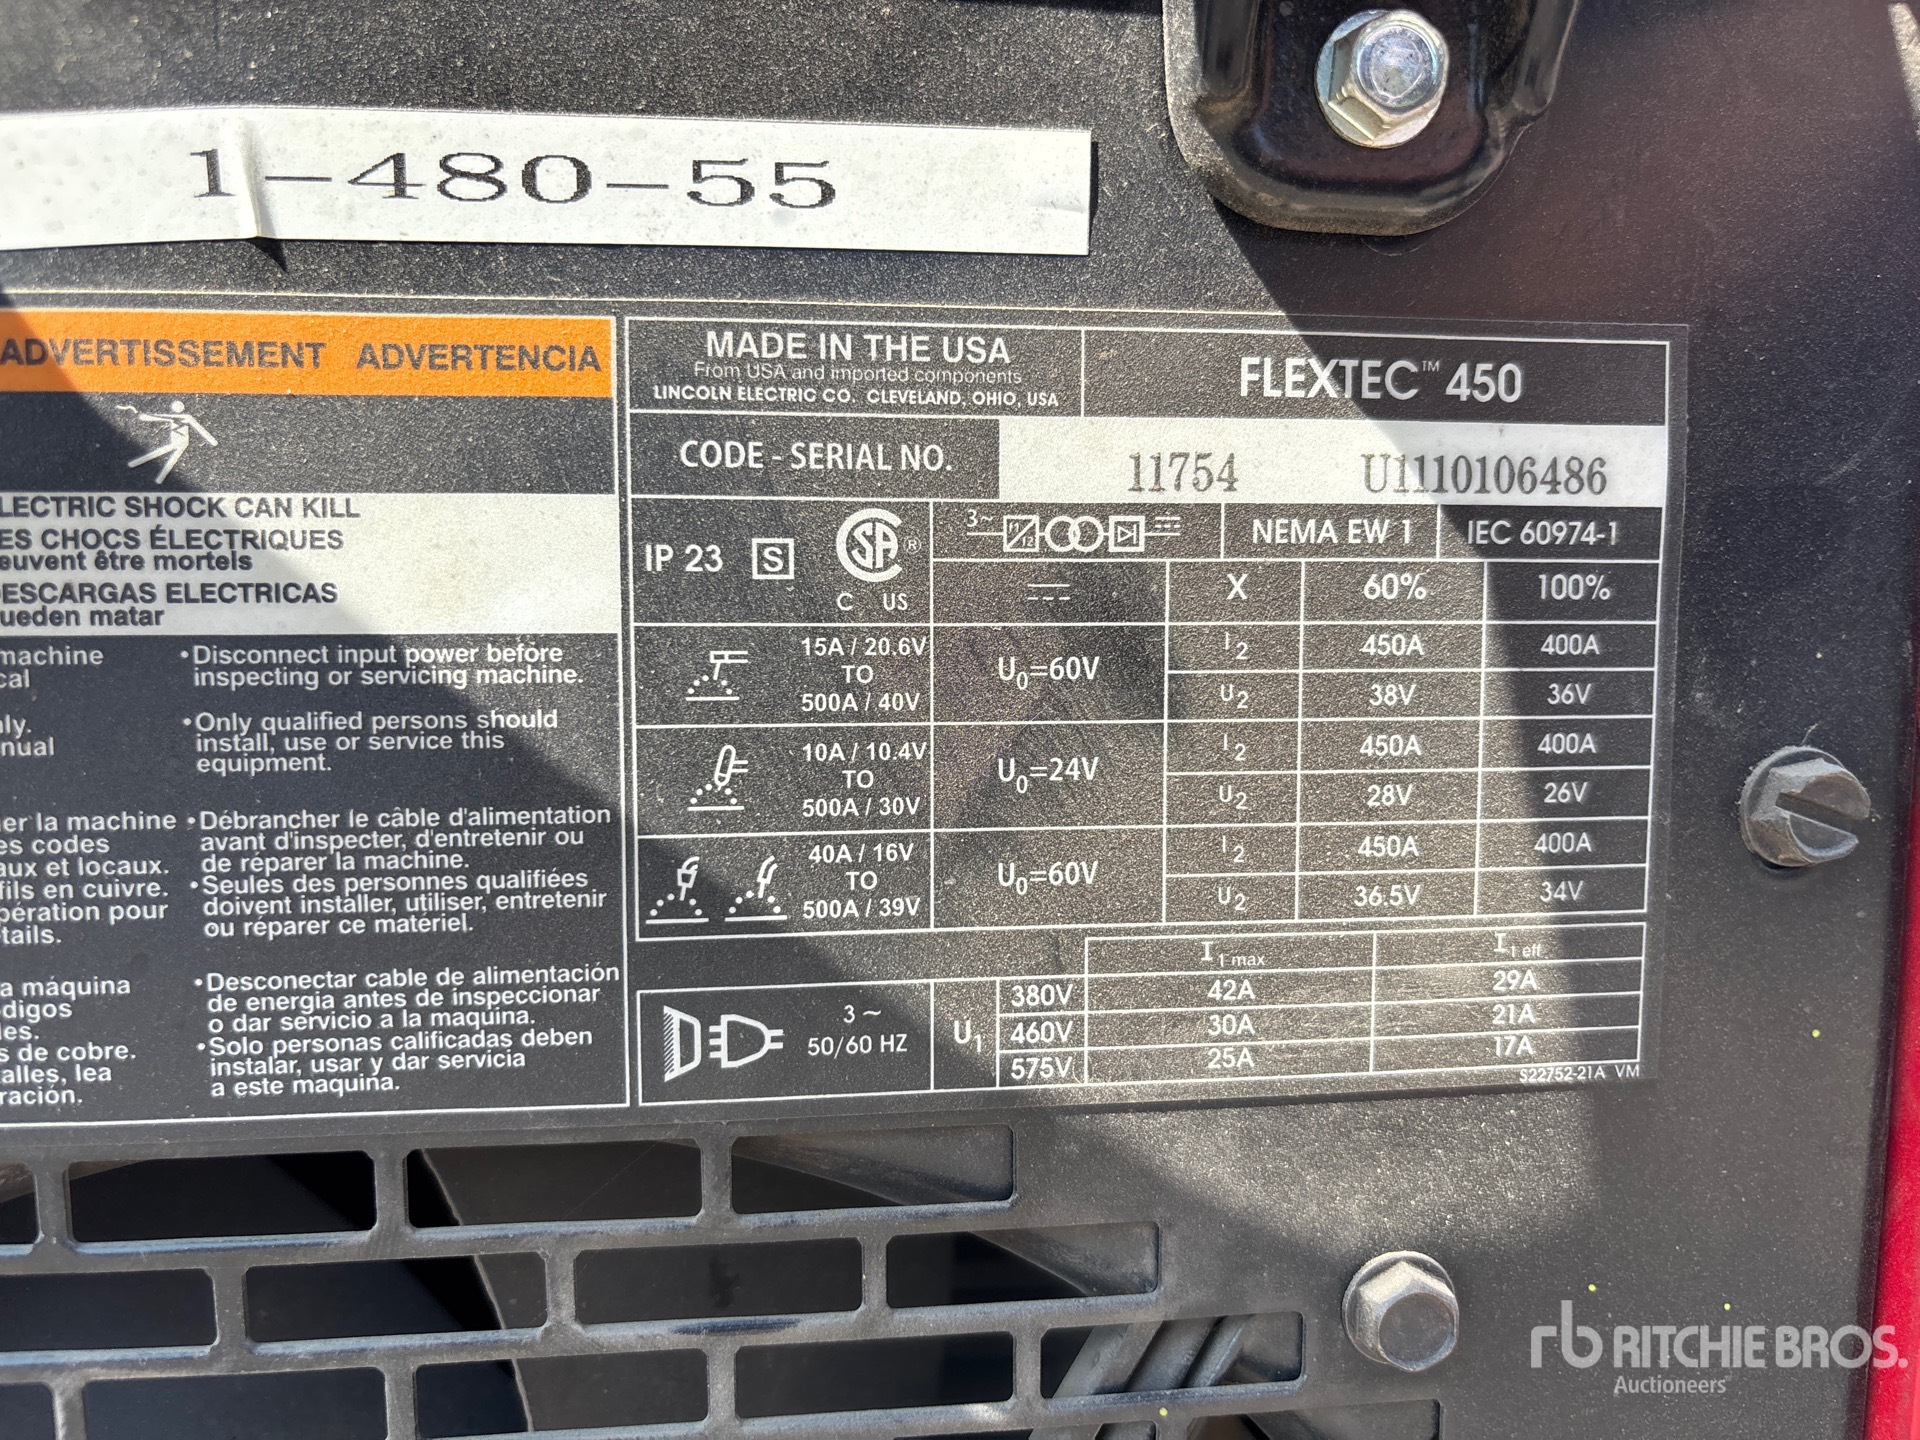 1-480-55
ADVERTISSEMENT ADVERTENCIA
LECTRIC SHOCK CAN KILL
ES CHOCS ÉLECTRIQUES
euvent être mortels
DESCARGAS ELECTRICAS
ueden matar
machine
cal
nly.
nual
•Disconnect input power before
inspecting or servicing machine.
•Only qualified persons should
install, use or service this
equipment.
er la machine
es codes
aux et locaux.
fils en cuivre.
pération pour
tails.
•Débrancher le câble d'alimentation
avant d'inspecter, d'entretenir ou
de réparer la machine.
•Seules des personnes qualifiées
doivent installer, utiliser, entretenir
ou réparer ce matériel.
a máquina
digos
les.
s de cobre.
alles, lea
ración.
•Desconectar cable de alimentación
de energía antes de inspeccionar
o dar servicio a la maquina.
•Solo personas calificadas deben
instalar, usar y dar servicia
a este maquina.
MADE IN THE USA
From USA and imported components
LINCOLN ELECTRIC CO. CLEVELAND, OHIO, USA
FLEXTEC™ 450
CODE - SERIAL NO.
11754 U1110106486
IP 23 S CSA ®
C US
3~ f1 f2
NEMA EW 1 IEC 60974-1
X 60% 100%
15A / 20.6V
TO
500A / 40V
U0=60V
I2 450A 400A
U2 38V 36V
10A / 10.4V
TO
500A / 30V
U0=24V
I2 450A 400A
U2 28V 26V
40A / 16V
TO
500A / 39V
U0=60V
I2 450A 400A
U2 36.5V 34V
3 ~
50/60 HZ
U1
I1 max I1 eff
380V 42A 29A
460V 30A 21A
575V 25A 17A
S22752-21A VM
rb RITCHIE BROS.
Auctioneers